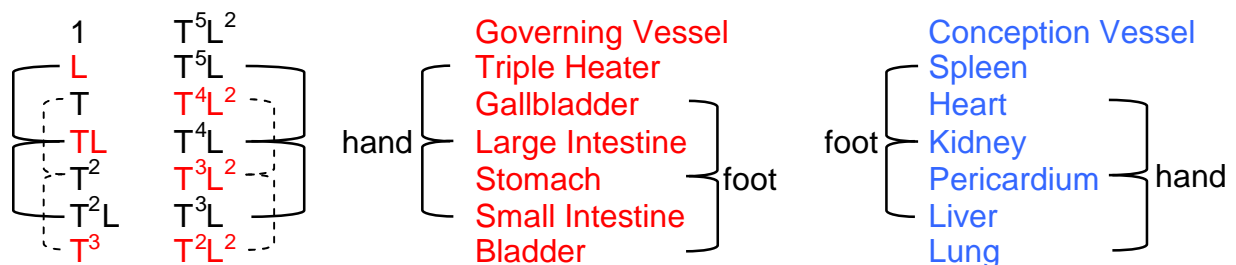 1 T⁵L² Governing Vessel Conception Vessel
L T⁵L Triple Heater Spleen
T T⁴L² Gallbladder Heart
hand TL T⁴L Large Intestine foot Kidney
T² T³L² Stomach foot Pericardium hand
T²L T³L Small Intestine Liver
T³ T²L² Bladder Lung